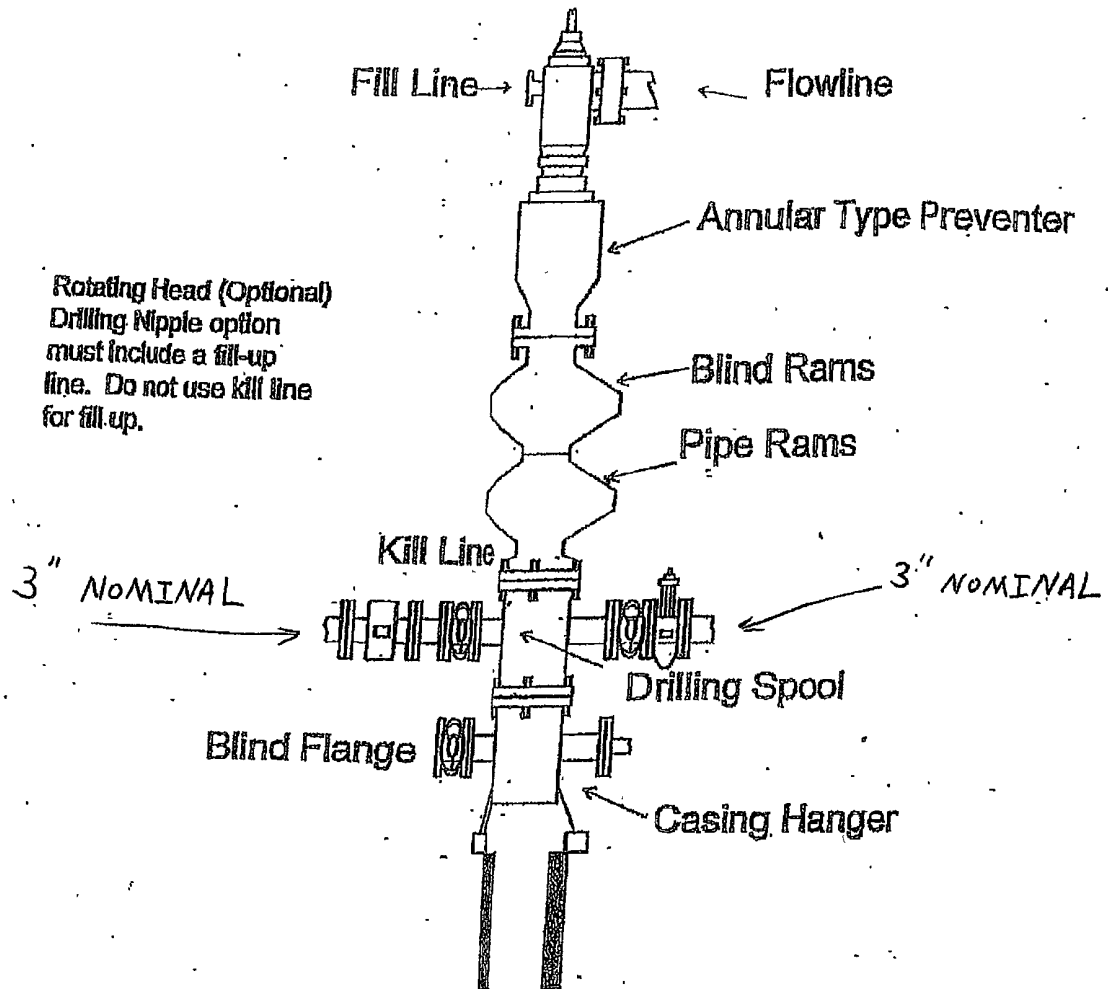 Fill Line
Flowline
Annular Type Preventer
Rotating Head (Optional)
Drilling Nipple option
must include a fill-up
line. Do not use kill line
for fill up.
Blind Rams
Pipe Rams
Kill Line
3" NOMINAL
3" NOMINAL
Drilling Spool
Blind Flange
Casing Hanger